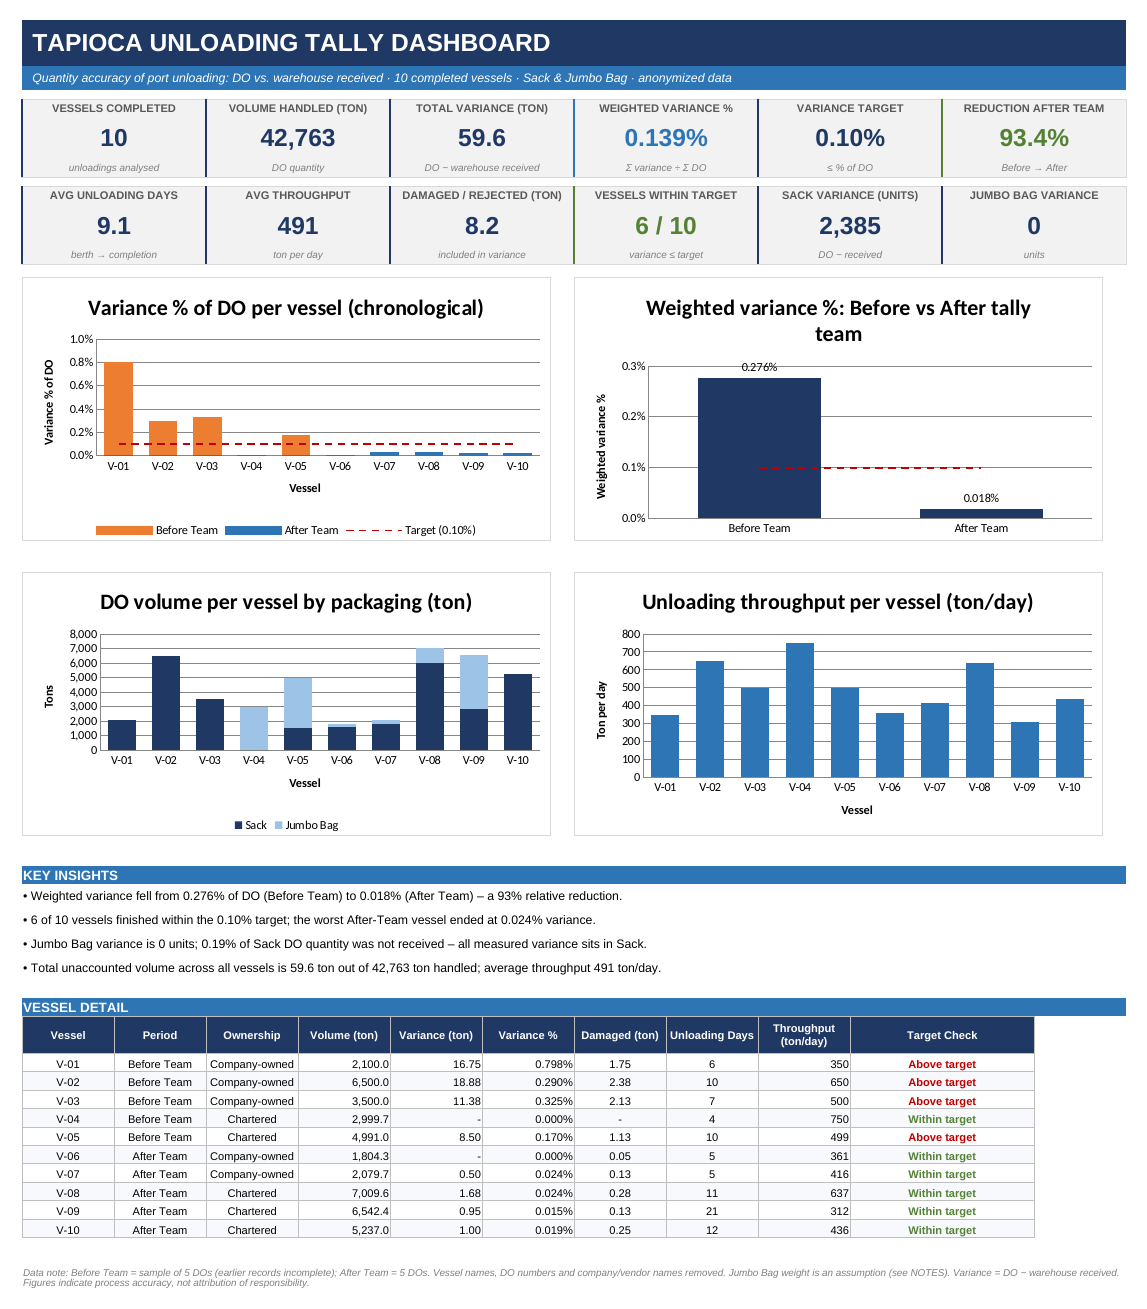 TAPIOCA UNLOADING TALLY DASHBOARD
Quantity accuracy of port unloading: DO vs. warehouse received · 10 completed vessels · Sack & Jumbo Bag · anonymized data
VESSELS COMPLETED VOLUME HANDLED (TON) TOTAL VARIANCE (TON) WEIGHTED VARIANCE % VARIANCE TARGET REDUCTION AFTER TEAM
10 42,763 59.6 0.139% 0.10% 93.4%
unloadings analysed DO quantity DO − warehouse received Σ variance ÷ Σ DO ≤ % of DO Before → After
AVG UNLOADING DAYS AVG THROUGHPUT DAMAGED / REJECTED (TON) VESSELS WITHIN TARGET SACK VARIANCE (UNITS) JUMBO BAG VARIANCE
9.1 491 8.2 6 / 10 2,385 0
berth → completion ton per day included in variance variance ≤ target DO − received units
Variance % of DO per vessel (chronological)
Variance % of DO
1.0%
0.8%
0.6%
0.4%
0.2%
0.0%
V-01 V-02 V-03 V-04 V-05 V-06 V-07 V-08 V-09 V-10
Vessel
Before Team After Team Target (0.10%)
Weighted variance %: Before vs After tally
team
Weighted variance %
0.3%
0.2%
0.1%
0.0%
0.276%
0.018%
Before Team After Team
DO volume per vessel by packaging (ton)
Tons
8,000
7,000
6,000
5,000
4,000
3,000
2,000
1,000
0
V-01 V-02 V-03 V-04 V-05 V-06 V-07 V-08 V-09 V-10
Vessel
Sack Jumbo Bag
Unloading throughput per vessel (ton/day)
Ton per day
800
700
600
500
400
300
200
100
0
V-01 V-02 V-03 V-04 V-05 V-06 V-07 V-08 V-09 V-10
Vessel
KEY INSIGHTS
• Weighted variance fell from 0.276% of DO (Before Team) to 0.018% (After Team) – a 93% relative reduction.
• 6 of 10 vessels finished within the 0.10% target; the worst After-Team vessel ended at 0.024% variance.
• Jumbo Bag variance is 0 units; 0.19% of Sack DO quantity was not received – all measured variance sits in Sack.
• Total unaccounted volume across all vessels is 59.6 ton out of 42,763 ton handled; average throughput 491 ton/day.
VESSEL DETAIL
Vessel Period Ownership Volume (ton) Variance (ton) Variance % Damaged (ton) Unloading Days Throughput (ton/day) Target Check
V-01 Before Team Company-owned 2,100.0 16.75 0.798% 1.75 6 350 Above target
V-02 Before Team Company-owned 6,500.0 18.88 0.290% 2.38 10 650 Above target
V-03 Before Team Company-owned 3,500.0 11.38 0.325% 2.13 7 500 Above target
V-04 Before Team Chartered 2,999.7 - 0.000% - 4 750 Within target
V-05 Before Team Chartered 4,991.0 8.50 0.170% 1.13 10 499 Above target
V-06 After Team Company-owned 1,804.3 - 0.000% 0.05 5 361 Within target
V-07 After Team Company-owned 2,079.7 0.50 0.024% 0.13 5 416 Within target
V-08 After Team Chartered 7,009.6 1.68 0.024% 0.28 11 637 Within target
V-09 After Team Chartered 6,542.4 0.95 0.015% 0.13 21 312 Within target
V-10 After Team Chartered 5,237.0 1.00 0.019% 0.25 12 436 Within target
Data note: Before Team = sample of 5 DOs (earlier records incomplete); After Team = 5 DOs. Vessel names, DO numbers and company/vendor names removed. Jumbo Bag weight is an assumption (see NOTES). Variance = DO − warehouse received.
Figures indicate process accuracy, not attribution of responsibility.